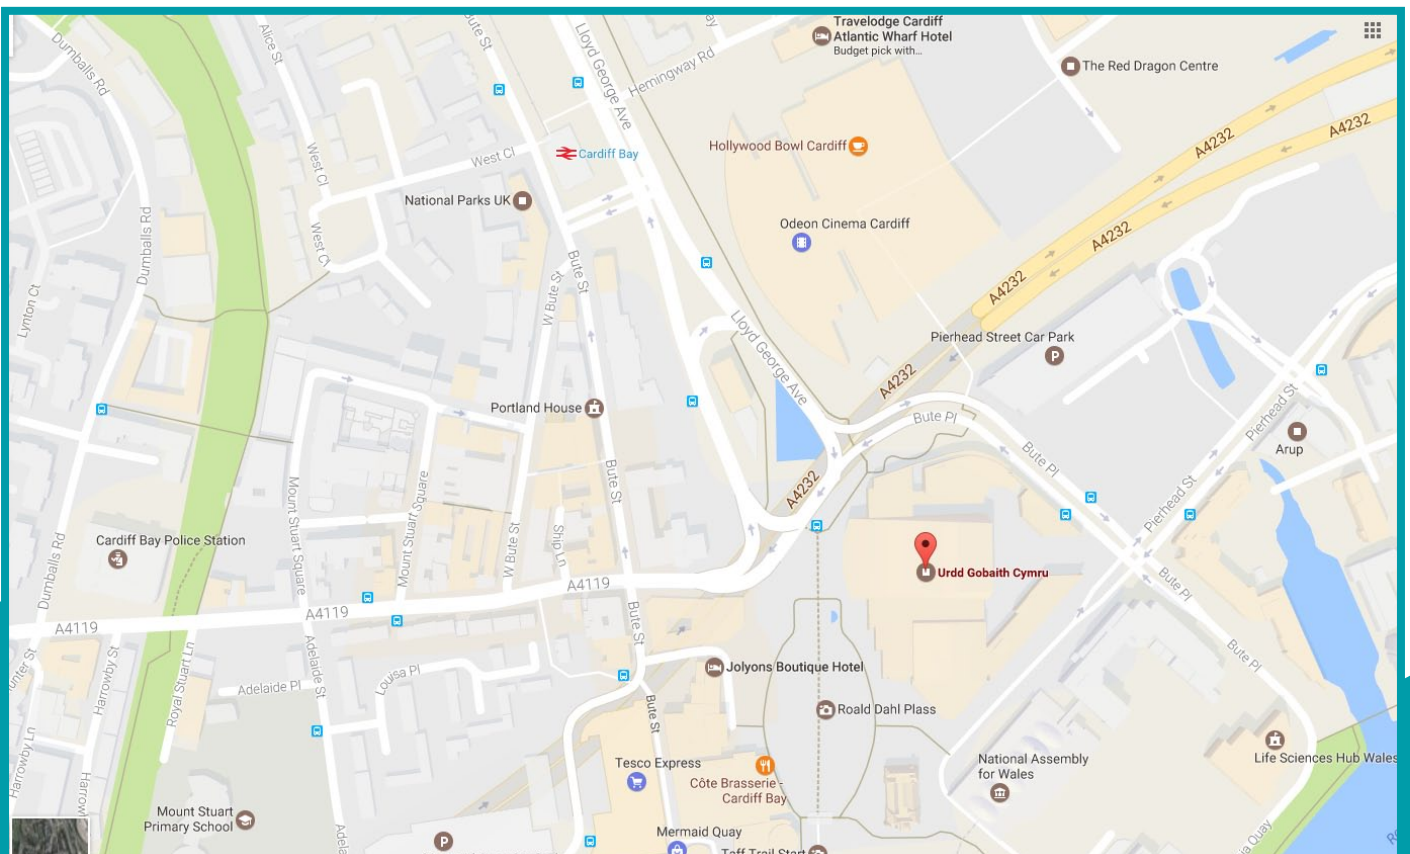 Travelodge Cardiff
Atlantic Wharf Hotel
Budget pick with...
Dumballs Rd
Alice St
Bute St
Lloyd George Ave
Hemingway Rd
The Red Dragon Centre
A4232
A4232
West Cl
West Cl
Cardiff Bay
Hollywood Bowl Cardiff
National Parks UK
Odeon Cinema Cardiff
Dumballs Rd
West Cl
Bute St
A4232
W Bute St
A4232
Lynton Ct
Lloyd George Ave
Pierhead Street Car Park
A4232
Portland House
Bute Pl
Pierhead St
Arup
Bute Pl
Bute St
A4232
Mount Stuart Square
Mount Stuart Square
Pierhead St
Cardiff Bay Police Station
W Bute St
Ship Ln
Dumballs Rd
Urdd Gobaith Cymru
A4119
A4119
A4119
Bute St
Bute Pl
Harrowby St
Royal Stuart Ln
Adelaide St
Adelaide Pl
Louisa Pl
Jolyons Boutique Hotel
Bute Pl
Bute St
Roald Dahl Plass
Harrowby Ln
Tesco Express
Côte Brasserie -
Cardiff Bay
National Assembly
for Wales
Life Sciences Hub Wales
Mount Stuart
Primary School
Mermaid Quay
Taff Trail Start